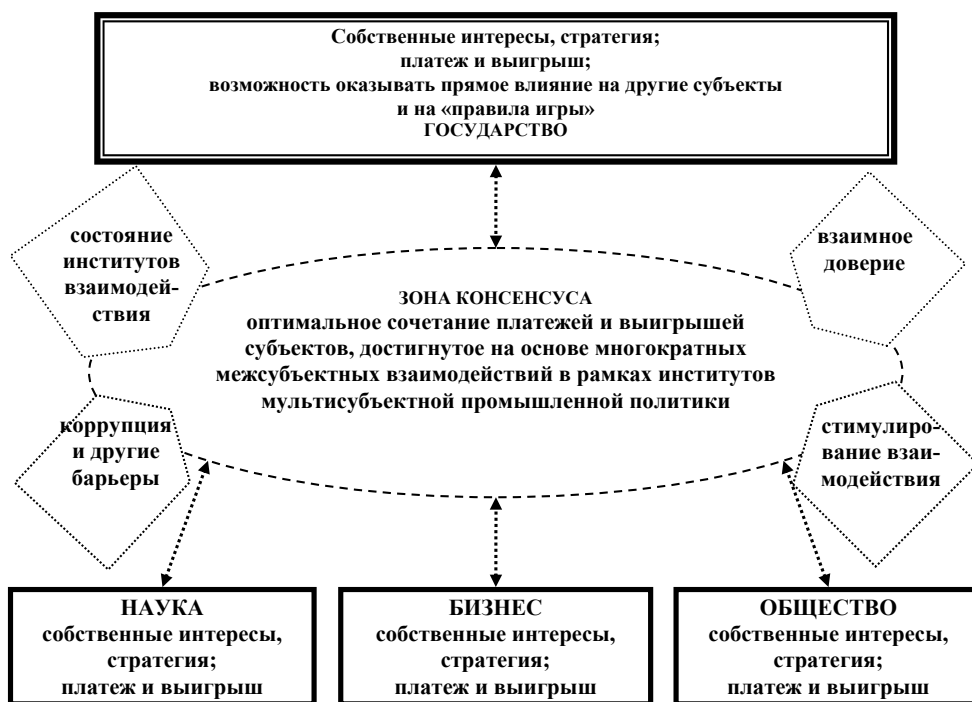 Собственные интересы, стратегия;
платеж и выигрыш;
возможность оказывать прямое влияние на другие субъекты
и на «правила игры»
ГОСУДАРСТВО
состояние
институтов
взаимодей-
ствия
взаимное
доверие
ЗОНА КОНСЕНСУСА
оптимальное сочетание платежей и выигрышей
субъектов, достигнутое на основе многократных
межсубъектных взаимодействий в рамках институтов
мультисубъектной промышленной политики
коррупция
и другие
барьеры
стимулиро-
вание взаи-
модействия
НАУКА
собственные интересы,
стратегия;
платеж и выигрыш
БИЗНЕС
собственные интересы,
стратегия;
платеж и выигрыш
ОБЩЕСТВО
собственные интересы,
стратегия;
платеж и выигрыш